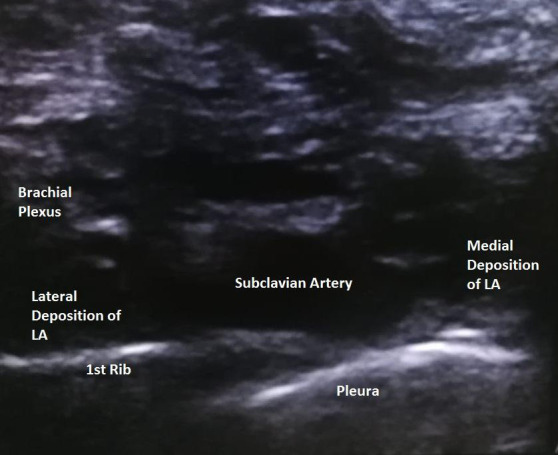 Brachial
Plexus
Medial
Deposition
of LA
Subclavian Artery
Lateral
Deposition of
LA
1st Rib
Pleura